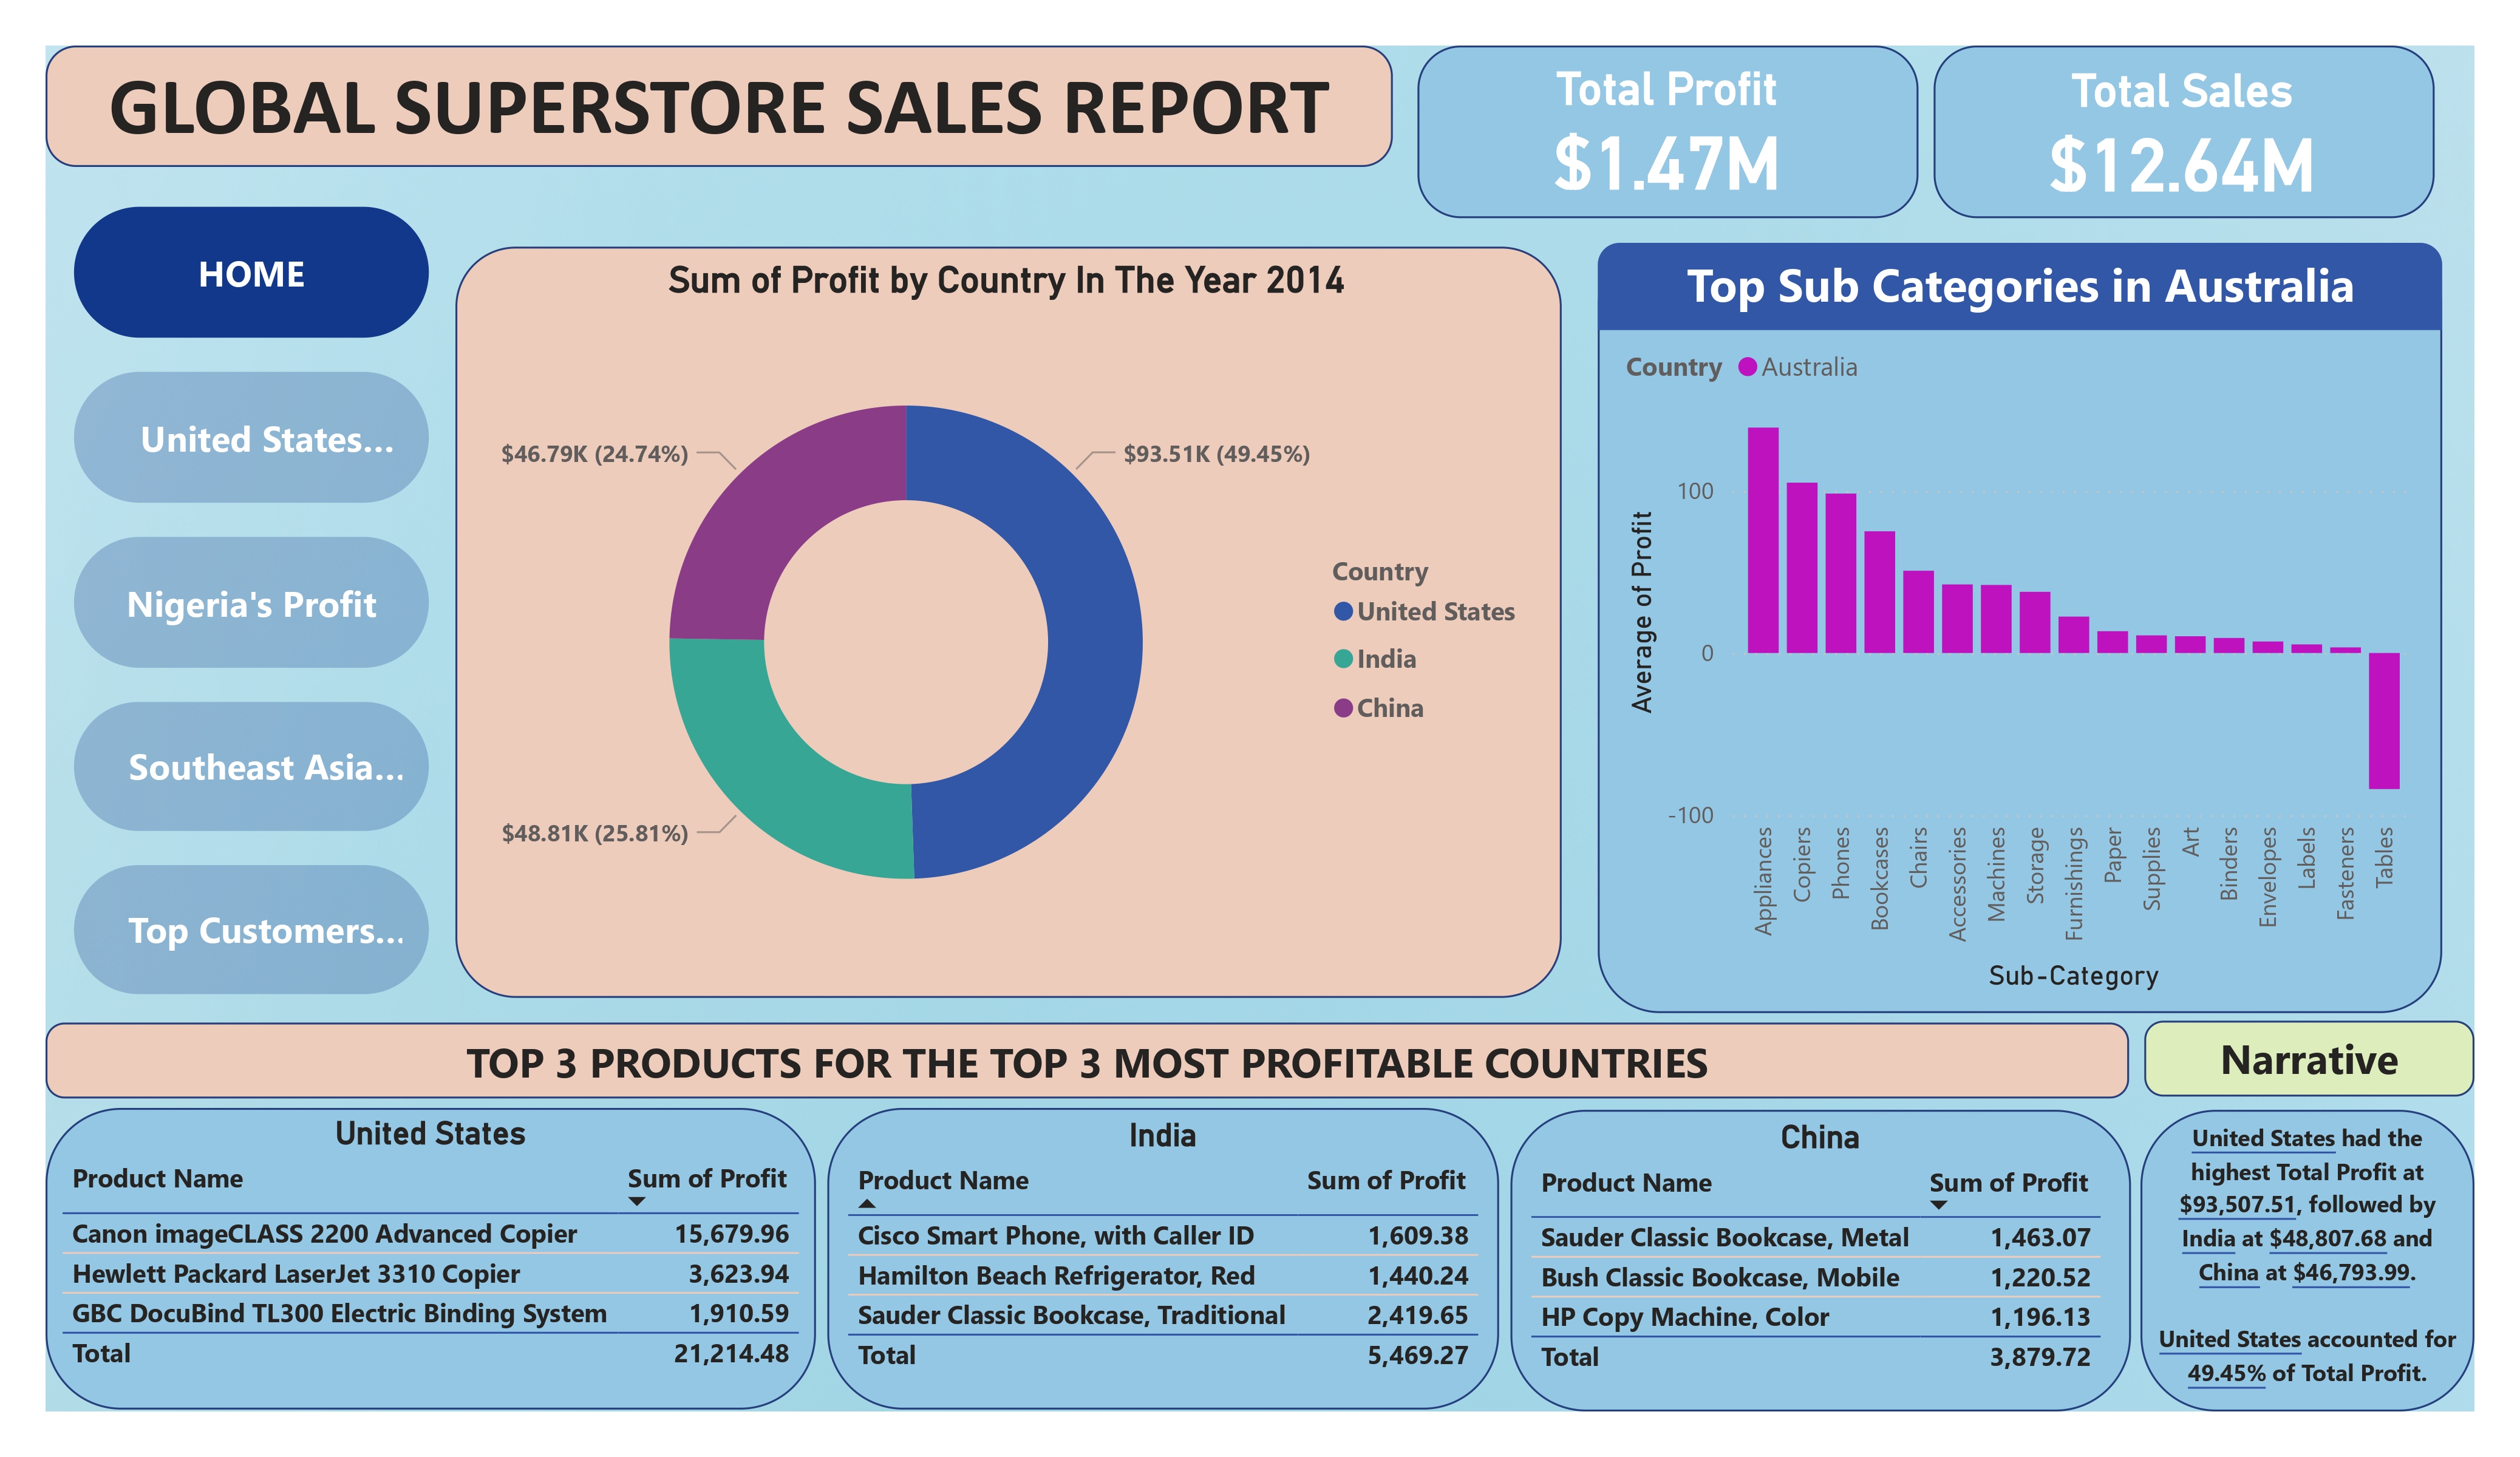 GLOBAL SUPERSTORE SALES REPORT
Total Profit
$1.47M
Total Sales
$12.64M
HOME
United States...
Nigeria's Profit
Southeast Asia...
Top Customers...
Sum of Profit by Country In The Year 2014
$46.79K (24.74%)
$93.51K (49.45%)
$48.81K (25.81%)
Country
United States
India
China
Top Sub Categories in Australia
Country
Australia
Average of Profit
100
0
-100
Appliances
Copiers
Phones
Bookcases
Chairs
Accessories
Machines
Storage
Furnishings
Paper
Supplies
Art
Binders
Envelopes
Labels
Fasteners
Tables
Sub-Category
TOP 3 PRODUCTS FOR THE TOP 3 MOST PROFITABLE COUNTRIES
United States
Product Name Sum of Profit
Canon imageCLASS 2200 Advanced Copier 15,679.96
Hewlett Packard LaserJet 3310 Copier 3,623.94
GBC DocuBind TL300 Electric Binding System 1,910.59
Total 21,214.48
India
Product Name Sum of Profit
Cisco Smart Phone, with Caller ID 1,609.38
Hamilton Beach Refrigerator, Red 1,440.24
Sauder Classic Bookcase, Traditional 2,419.65
Total 5,469.27
China
Product Name Sum of Profit
Sauder Classic Bookcase, Metal 1,463.07
Bush Classic Bookcase, Mobile 1,220.52
HP Copy Machine, Color 1,196.13
Total 3,879.72
Narrative
United States had the
highest Total Profit at
$93,507.51, followed by
India at $48,807.68 and
China at $46,793.99.
United States accounted for
49.45% of Total Profit.